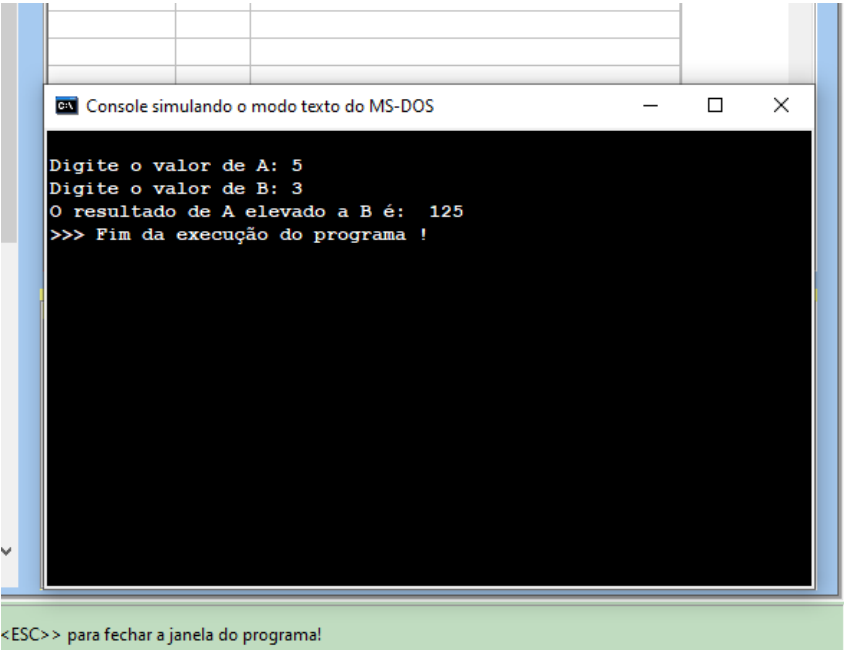 Console simulando o modo texto do MS-DOS
Digite o valor de A: 5
Digite o valor de B: 3
O resultado de A elevado a B é:  125
>>> Fim da execução do programa !
<ESC>> para fechar a janela do programa!